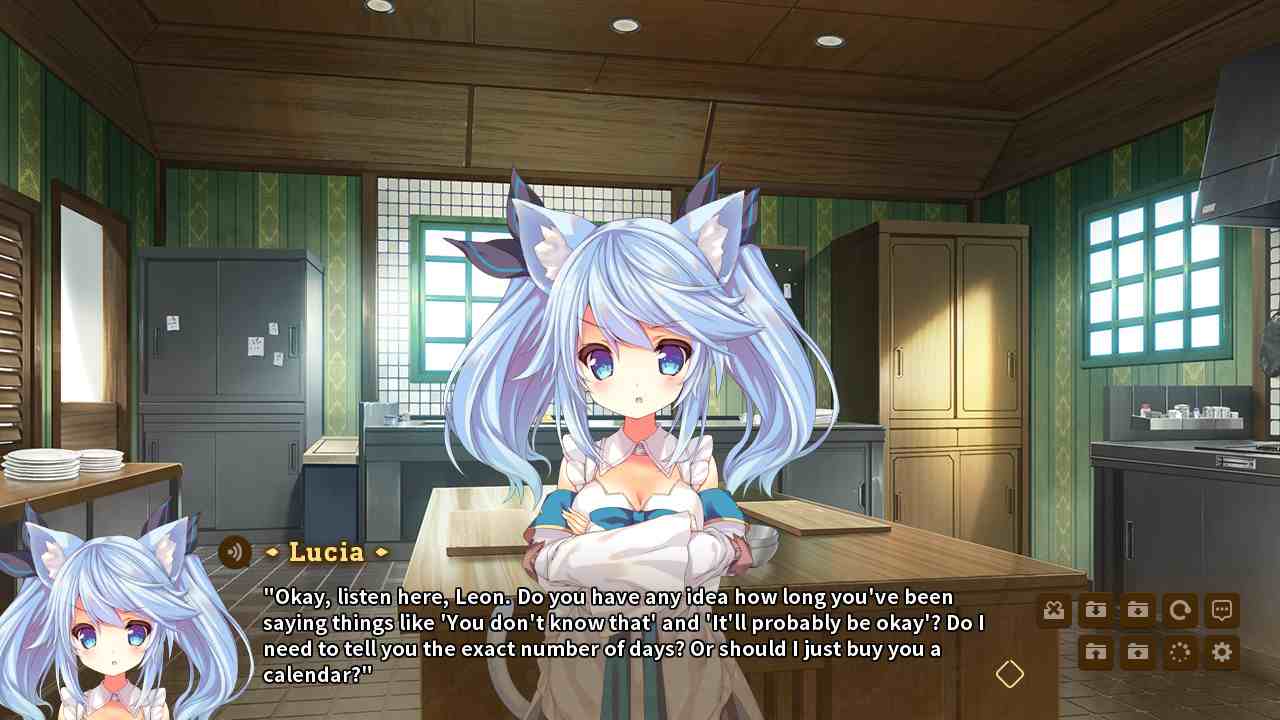 Lucia
"Okay, listen here, Leon. Do you have any idea how long you've been
saying things like 'You don't know that' and 'It'll probably be okay'? Do I
need to tell you the exact number of days? Or should I just buy you a
calendar?"